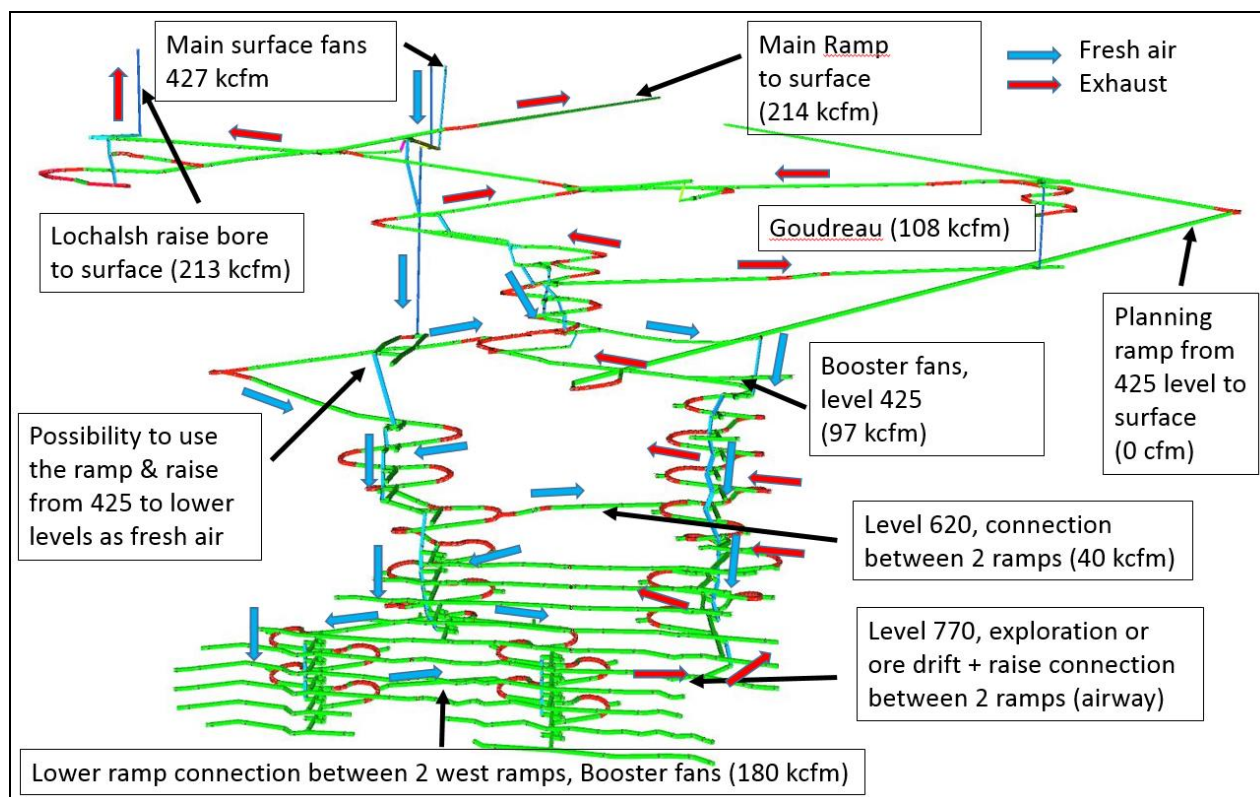 Main surface fans
427 kcfm
Main Ramp
to surface
(214 kcfm)
Fresh air
Exhaust
Lochalsh raise bore
to surface (213 kcfm)
Goudreau (108 kcfm)
Planning
ramp from
425 level to
surface
(0 cfm)
Booster fans,
level 425
(97 kcfm)
Possibility to use
the ramp & raise
from 425 to lower
levels as fresh air
Level 620, connection
between 2 ramps (40 kcfm)
Level 770, exploration or
ore drift + raise connection
between 2 ramps (airway)
Lower ramp connection between 2 west ramps, Booster fans (180 kcfm)